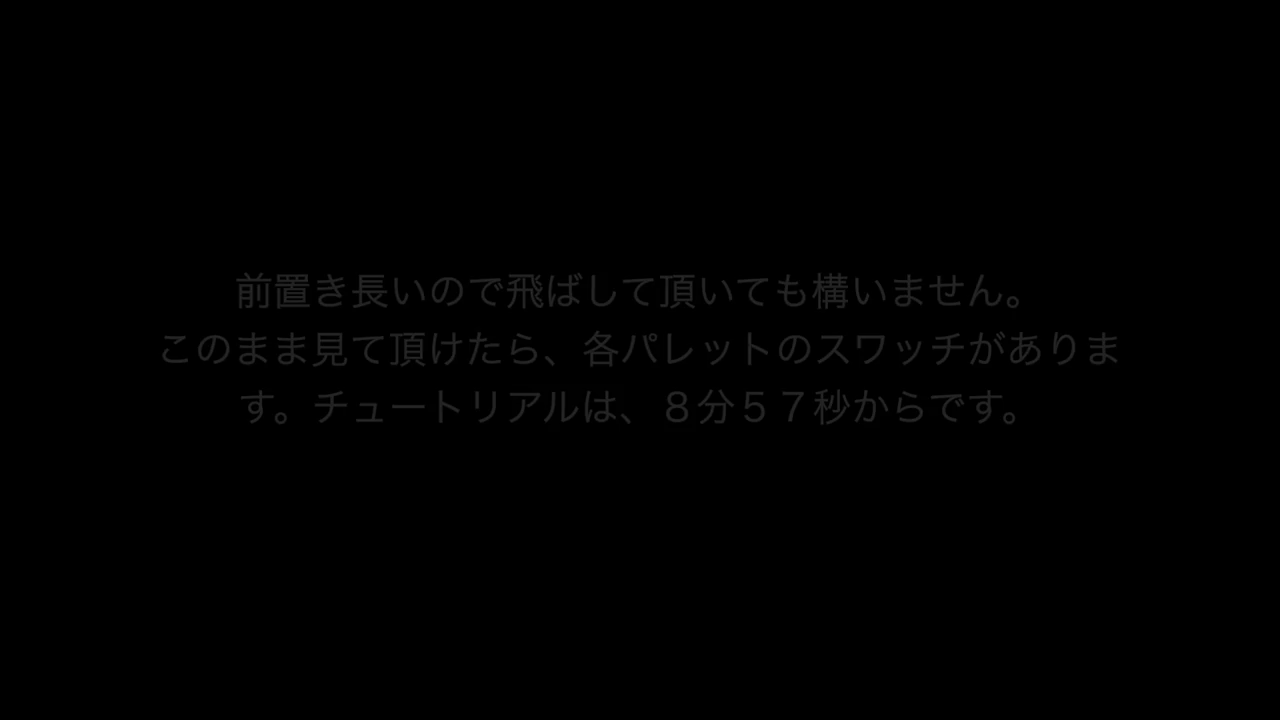 前置き長いので飛ばして頂いても構いません。
このまま見て頂けたら、各パレットのスワッチがありま
す。チュートリアルは、８分５７秒からです。